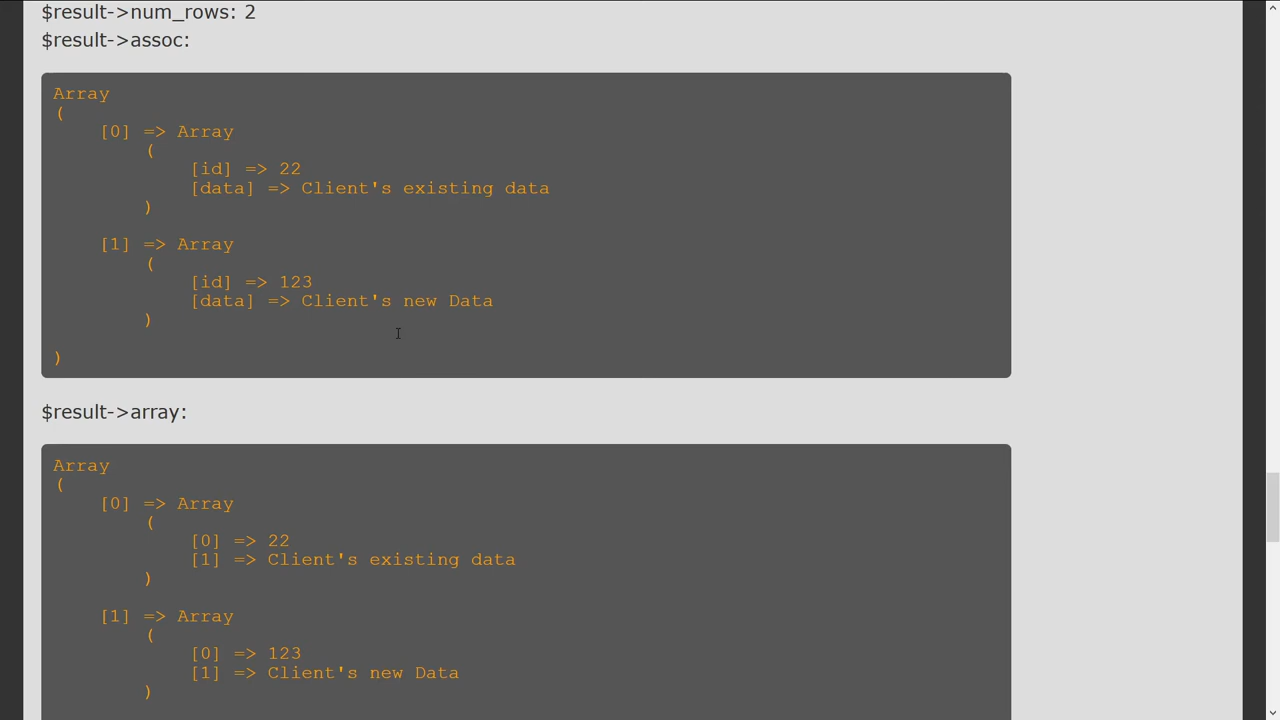 $result->num_rows: 2
$result->assoc:
Array
(
    [0] => Array
        (
            [id] => 22
            [data] => Client's existing data
        )
    [1] => Array
        (
            [id] => 123
            [data] => Client's new Data
        )
)
$result->array:
Array
(
    [0] => Array
        (
            [0] => 22
            [1] => Client's existing data
        )
    [1] => Array
        (
            [0] => 123
            [1] => Client's new Data
        )